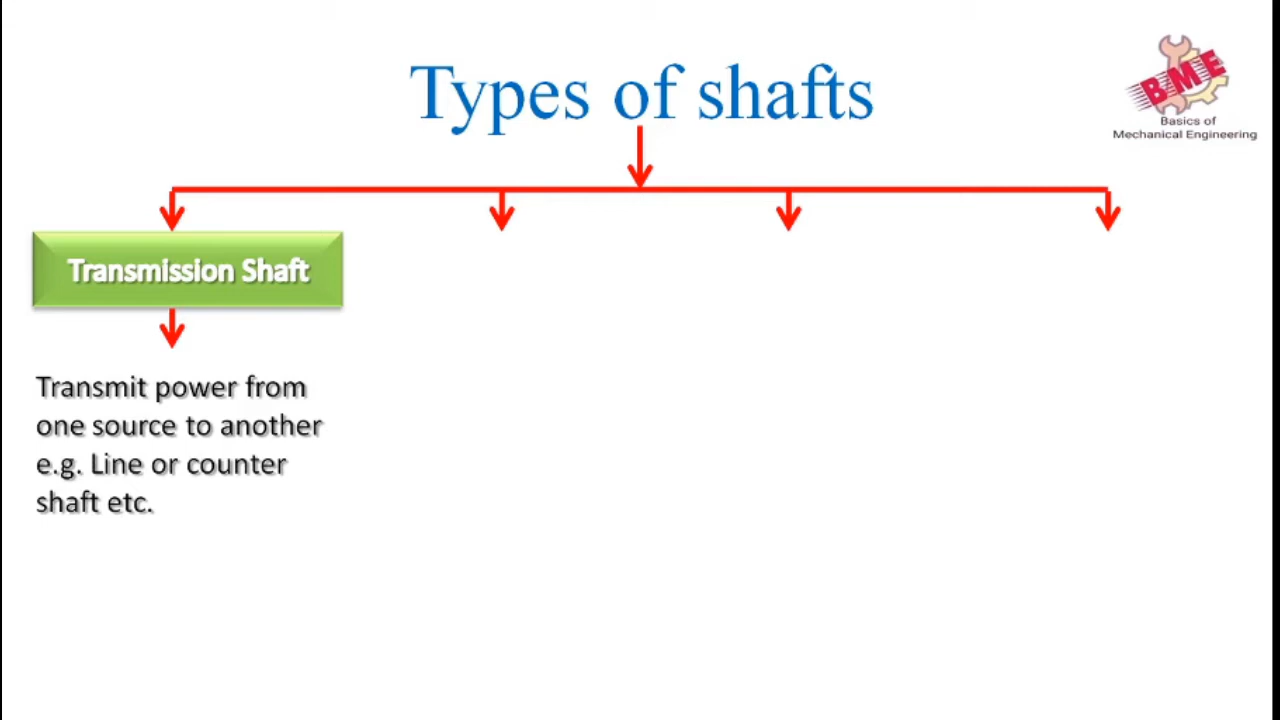 Types of shafts
BME
Basics of
Mechanical Engineering
Transmission Shaft
Transmit power from
one source to another
e.g. Line or counter
shaft etc.